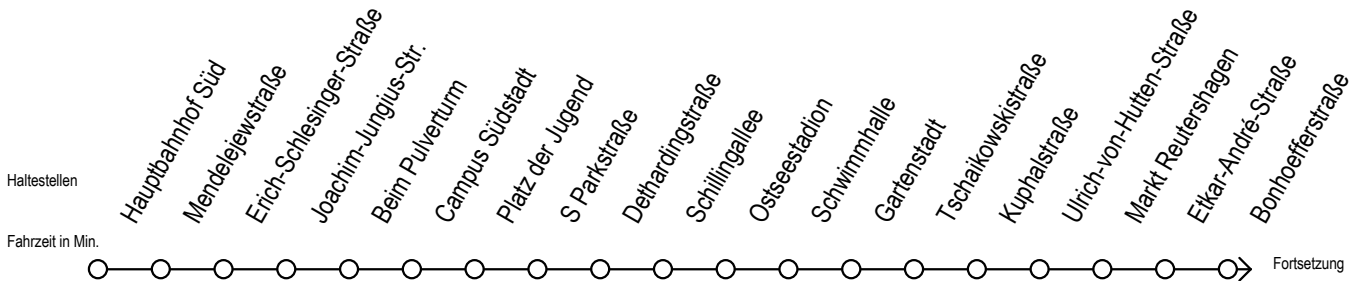 Haltestellen
Hauptbahnhof Süd
Mendelejewstraße
Erich-Schlesinger-Straße
Joachim-Jungius-Str.
Beim Pulverturm
Campus Südstadt
Platz der Jugend
S Parkstraße
Dethardingstraße
Schillingallee
Ostseestadion
Schwimmhalle
Gartenstadt
Tschaikowskistraße
Kuphalstraße
Ulrich-von-Hutten-Straße
Markt Reutershagen
Etkar-André-Straße
Bonhoefferstraße
Fahrzeit in Min.
Fortsetzung